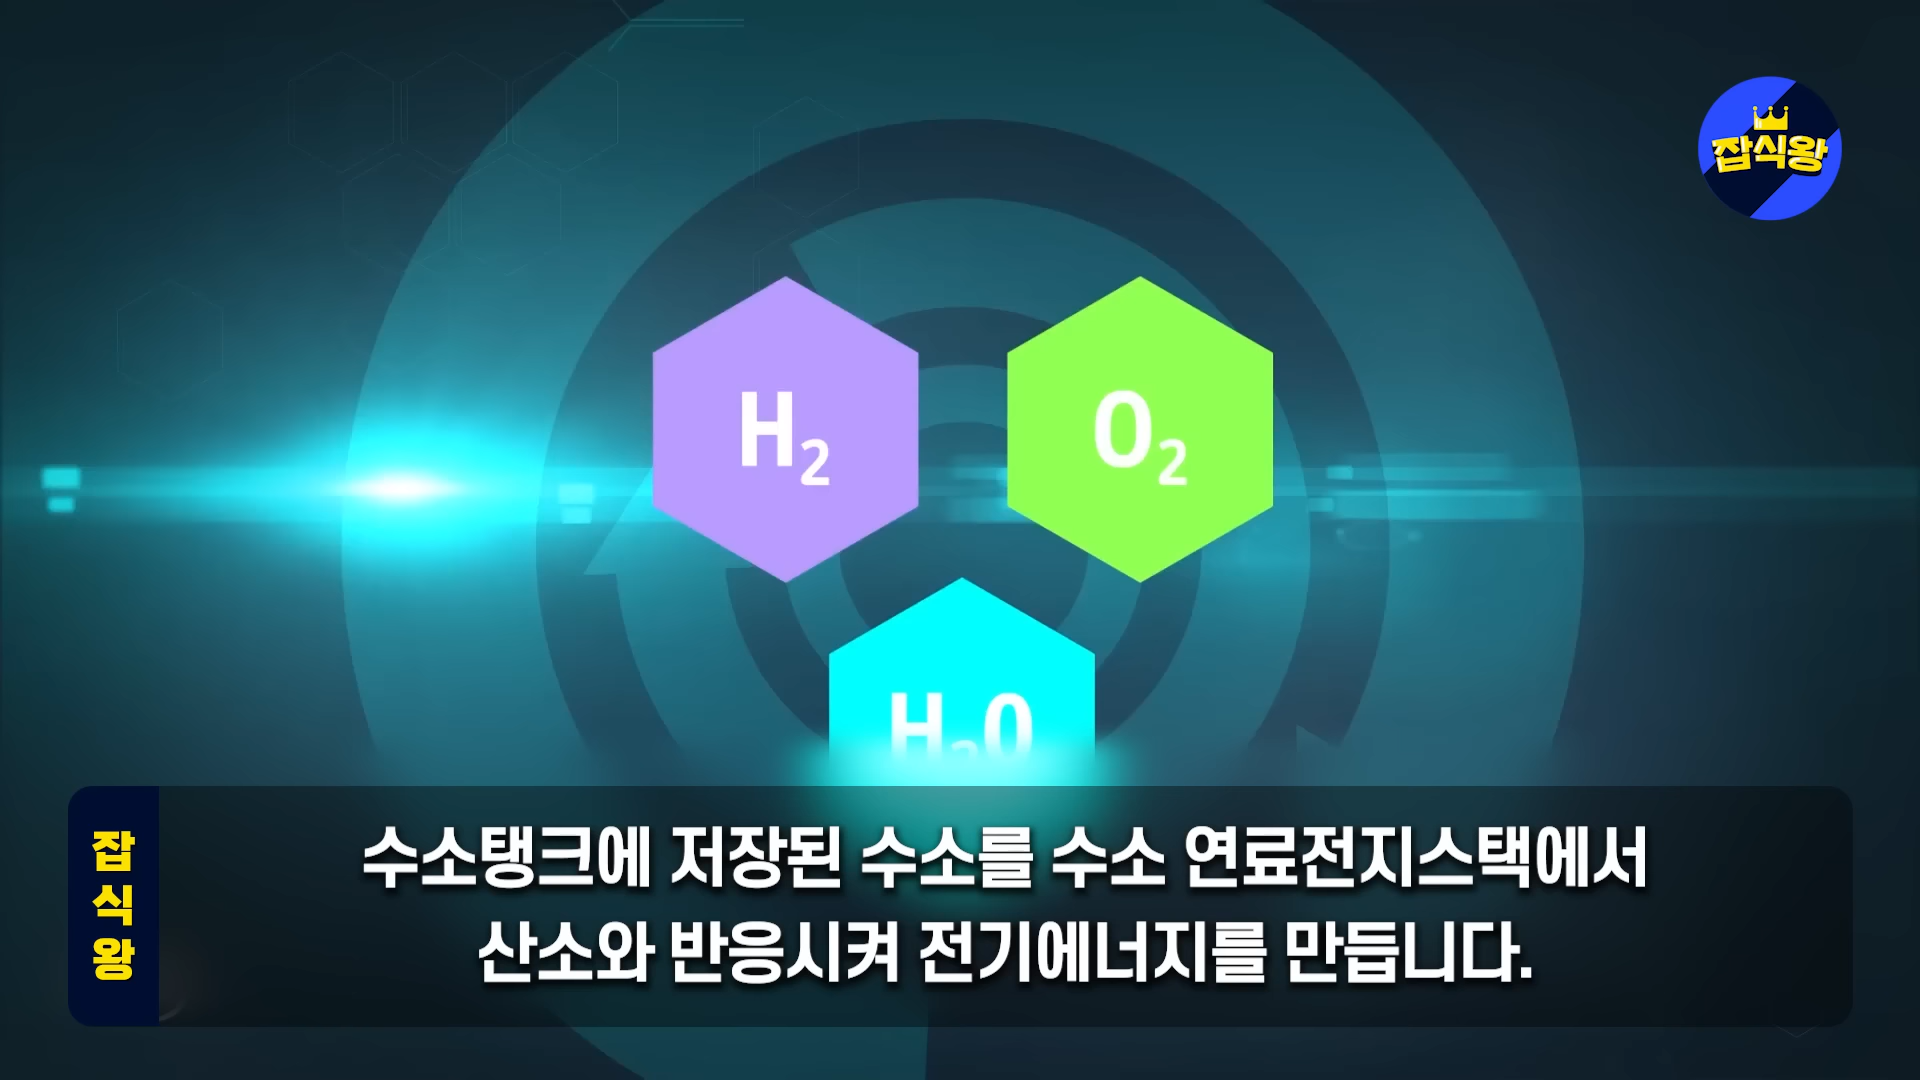 잡식왕
H₂
O₂
H₂O
잡식왕
수소탱크에 저장된 수소를 수소 연료전지스택에서
산소와 반응시켜 전기에너지를 만듭니다.